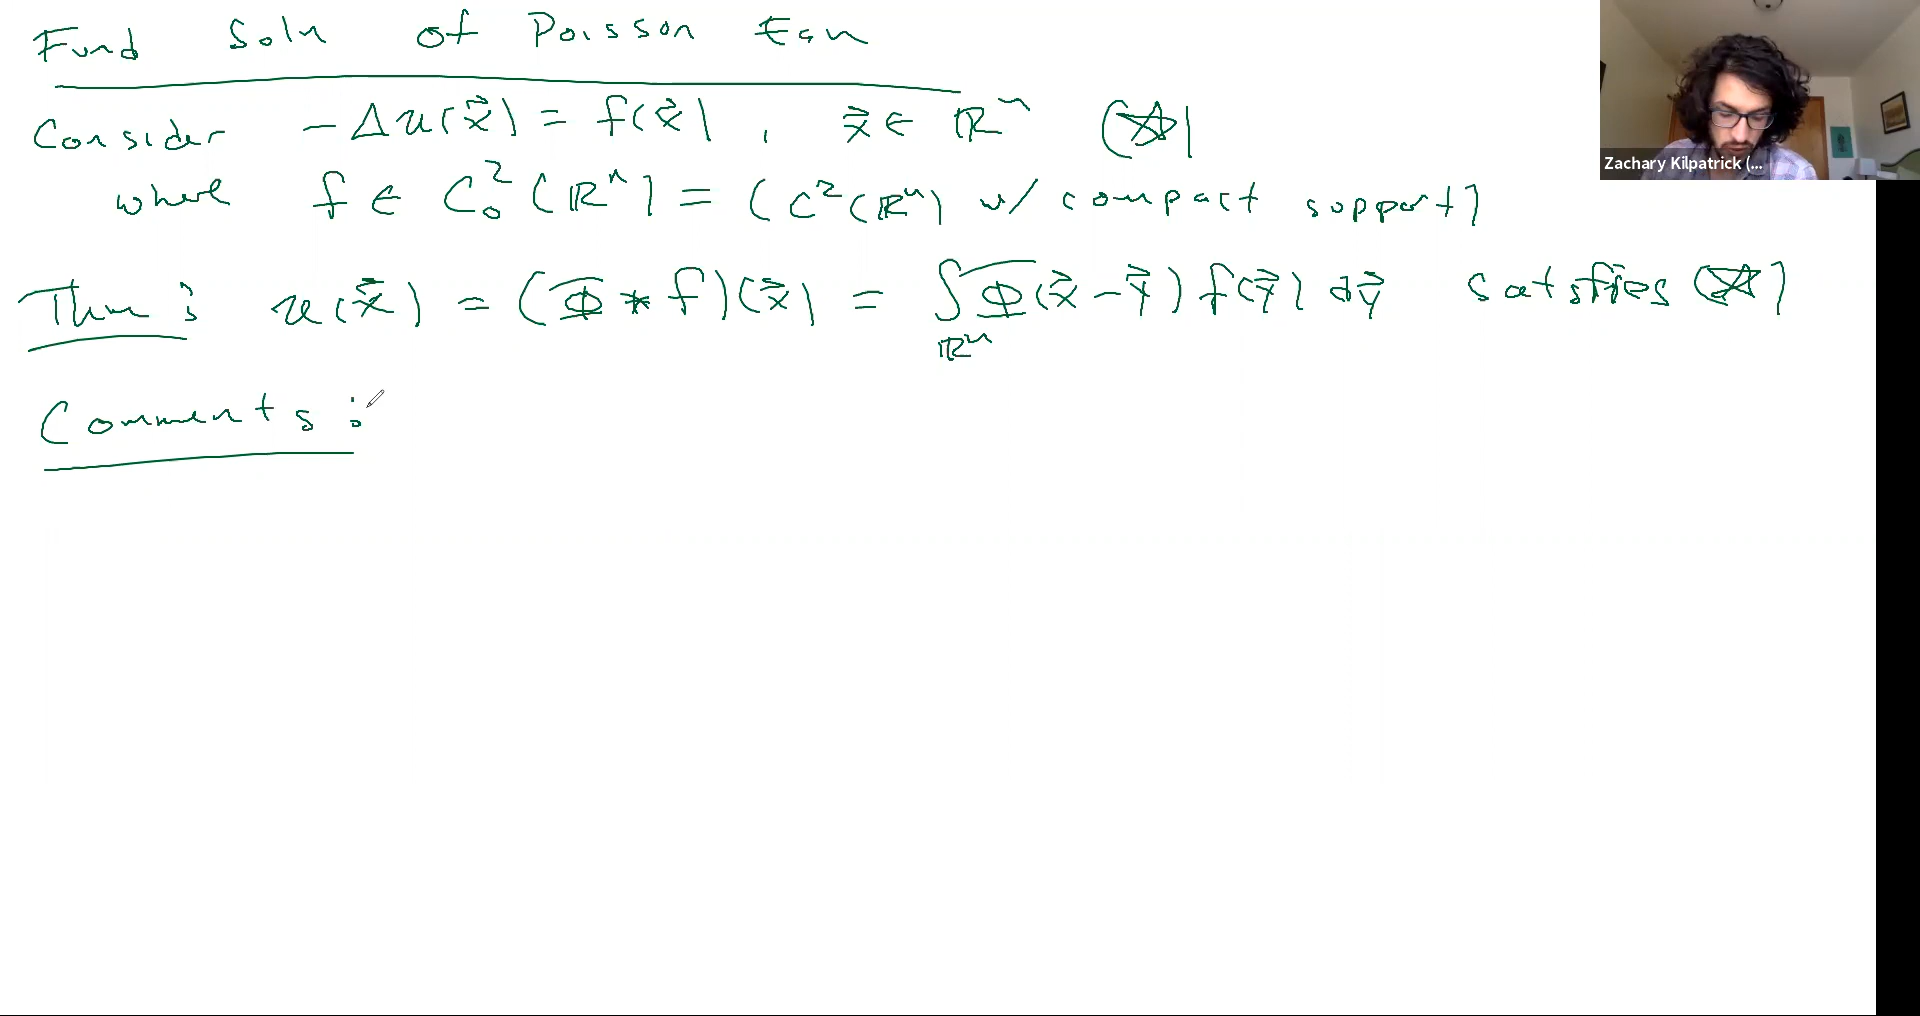 Fund Soln of Poisson Eqn
Consider −Δu(x⃗) = f(x⃗), x⃗ ∈ ℝⁿ (☆)
where f ∈ C₀²(ℝⁿ) = (C²(ℝⁿ) w/ compact support)
Thm: u(x⃗) = (Φ * f)(x⃗) = ∫_ℝⁿ Φ(x⃗ − y⃗) f(y⃗) dy⃗ satisfies (☆)
Comments:
Zachary Kilpatrick (...